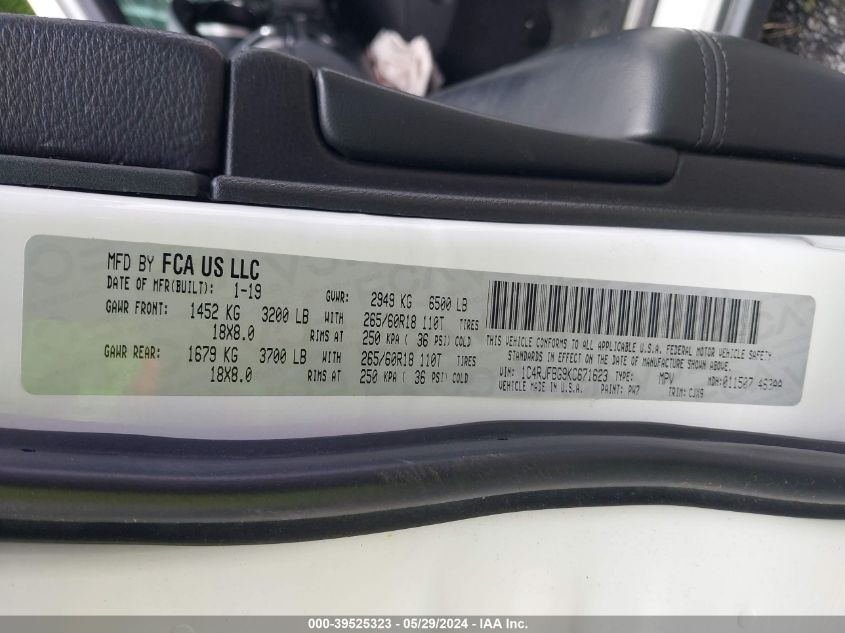 MFD BY FCA US LLC
DATE OF MFR(BUILT): 1-19 GVWR: 2949 KG 6500 LB
GAWR FRONT: 1452 KG 3200 LB WITH 265/60R18 110T TIRES
18X8.0 RIMS AT 250 KPA ( 36 PSI) COLD
GAWR REAR: 1679 KG 3700 LB WITH 265/60R18 110T TIRES
18X8.0 RIMS AT 250 KPA ( 36 PSI) COLD
THIS VEHICLE CONFORMS TO ALL APPLICABLE U.S.A. FEDERAL MOTOR VEHICLE SAFETY
STANDARDS IN EFFECT ON THE DATE OF MANUFACTURE SHOWN ABOVE.
VIN: 1C4RJFBG9KC671623 TYPE: MPV MDH: 011507 463AA
VEHICLE MADE IN U.S.A. PAINT: PW7 TRIM: CJX9
000-39525323 / 05/29/2024 - IAA Inc.